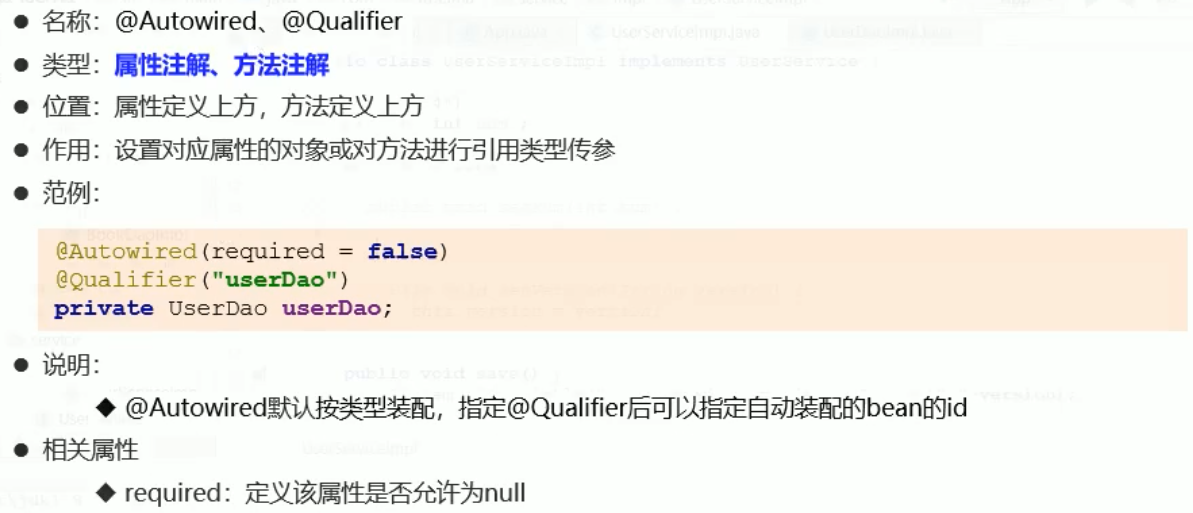 ● 名称：@Autowired、@Qualifier
● 类型：属性注解、方法注解
● 位置：属性定义上方，方法定义上方
● 作用：设置对应属性的对象或对方法进行引用类型传参
● 范例：
@Autowired(required = false)
@Qualifier("userDao")
private UserDao userDao;
● 说明：
◆ @Autowired默认按类型装配，指定@Qualifier后可以指定自动装配的bean的id
● 相关属性
◆ required：定义该属性是否允许为null